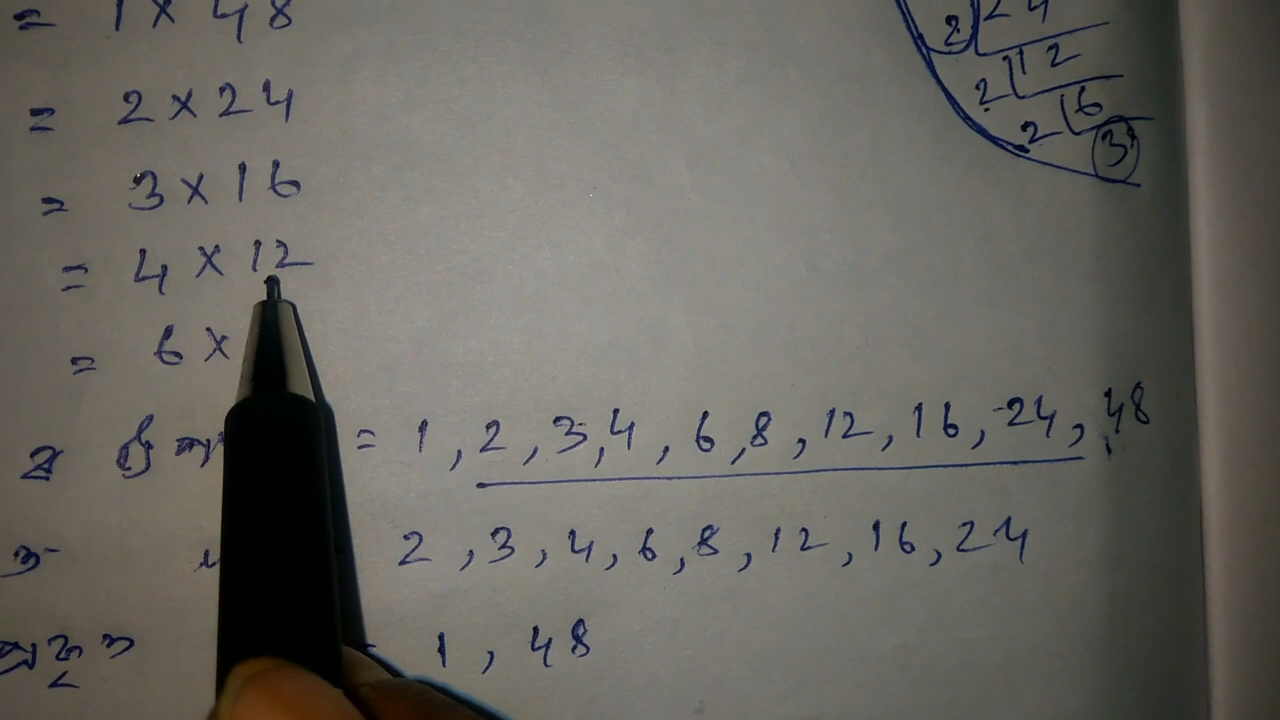 = 1 × 48
= 2 × 24
= 3 × 16
= 4 × 12
= 6 ×
= 1, 2, 3, 4, 6, 8, 12, 16, 24, 48
2, 3, 4, 6, 8, 12, 16, 24
= 1, 48
2 24
2 12
2 6
3